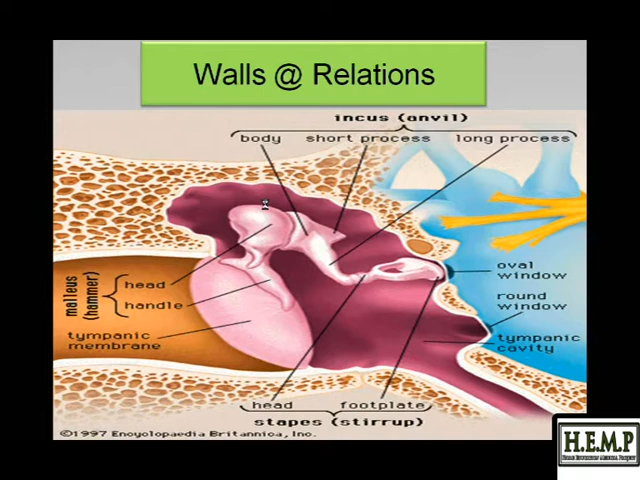 Walls @ Relations
incus (anvil)
body short process long process
oval
window
round
window
malleus
(hammer)
head
handle
tympanic
membrane
tympanic
cavity
head footplate
stapes (stirrup)
©1997 Encyclopaedia Britannica, Inc.
H.E.M.P